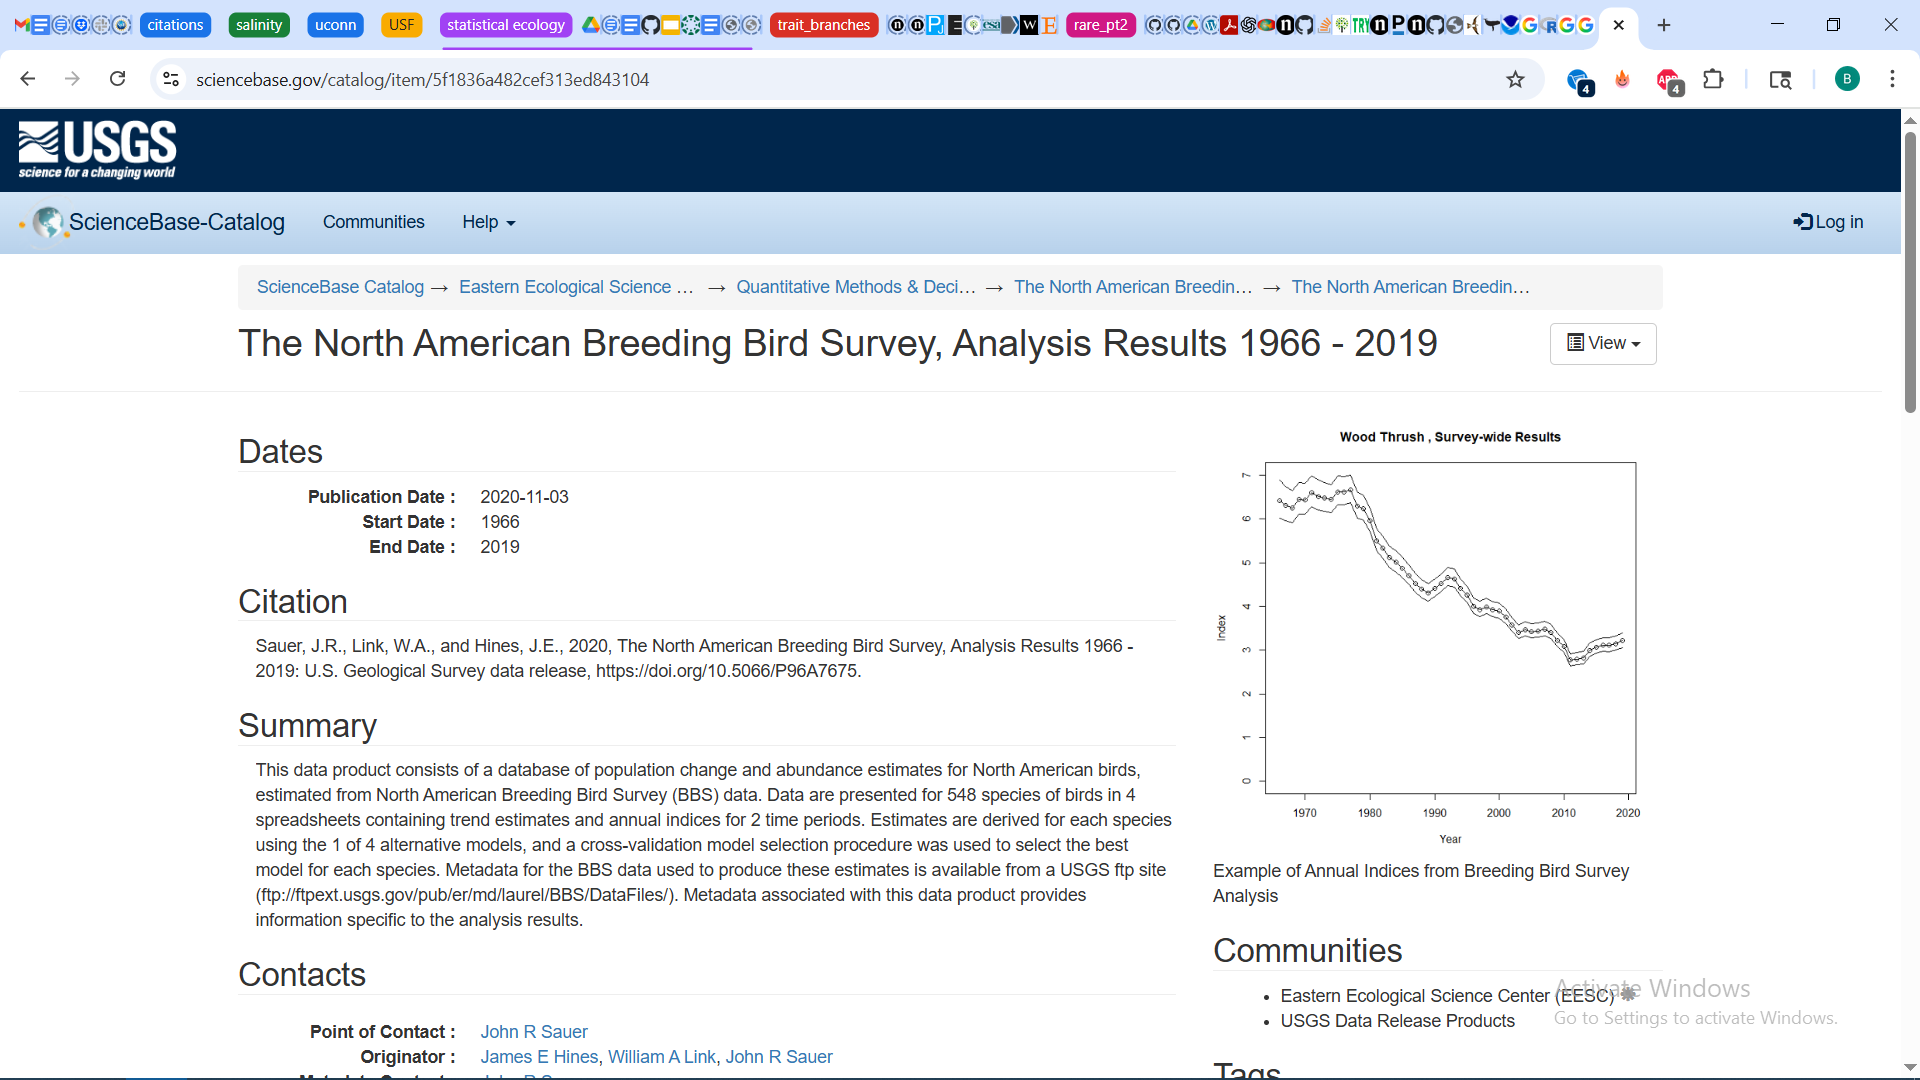 citations
salinity
uconn
USF
statistical ecology
trait_branches
rare_pt2
sciencebase.gov/catalog/item/5f1836a482cef313ed843104
4
4
B
USGS
science for a changing world
ScienceBase-Catalog
Communities
Help
Log in
ScienceBase Catalog → Eastern Ecological Science ... → Quantitative Methods & Deci... → The North American Breedin... → The North American Breedin...
The North American Breeding Bird Survey, Analysis Results 1966 - 2019
View
Dates
Publication Date : 2020-11-03
Start Date : 1966
End Date : 2019
Citation
Sauer, J.R., Link, W.A., and Hines, J.E., 2020, The North American Breeding Bird Survey, Analysis Results 1966 -
2019: U.S. Geological Survey data release, https://doi.org/10.5066/P96A7675.
Summary
This data product consists of a database of population change and abundance estimates for North American birds,
estimated from North American Breeding Bird Survey (BBS) data. Data are presented for 548 species of birds in 4
spreadsheets containing trend estimates and annual indices for 2 time periods. Estimates are derived for each species
using the 1 of 4 alternative models, and a cross-validation model selection procedure was used to select the best
model for each species. Metadata for the BBS data used to produce these estimates is available from a USGS ftp site
(ftp://ftpext.usgs.gov/pub/er/md/laurel/BBS/DataFiles/). Metadata associated with this data product provides
information specific to the analysis results.
Contacts
Point of Contact : John R Sauer
Originator : James E Hines, William A Link, John R Sauer
Wood Thrush , Survey-wide Results
7
6
5
4
3
2
1
0
Index
1970 1980 1990 2000 2010 2020
Year
Example of Annual Indices from Breeding Bird Survey
Analysis
Communities
Eastern Ecological Science Center (EESC)
USGS Data Release Products
Tags
Activate Windows
Go to Settings to activate Windows.